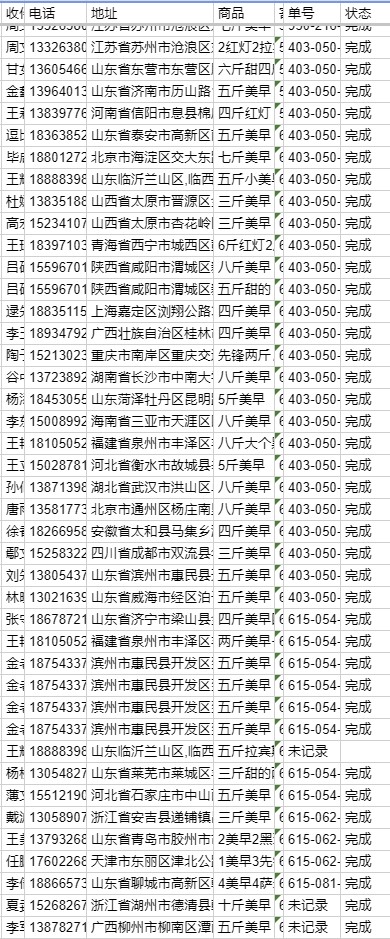 收 电话 地址 商品 单号 状态
周 13326380 江苏省苏州市沧浪区 2红灯2拉 403-050- 完成
甘 13605466 山东省东营市东营区 六斤甜四 403-050- 完成
金 13964013 山东省济南市历山路 五斤美早 403-050- 完成
王 13839776 河南省信阳市息县棉 四斤红灯 403-050- 完成
逗 18363852 山东省泰安市高新区 五斤美早 403-050- 完成
毕 18801272 北京市海淀区交大东 七斤美早 403-050- 完成
王 18888398 山东临沂兰山区,临西 五斤小美 403-050- 完成
杜 13835188 山西省太原市晋源区 三斤美早 403-050- 完成
高 15234107 山西省太原市杏花岭 三斤美早 403-050- 完成
王 18397103 青海省西宁市城西区 6斤红灯2 403-050- 完成
吕 15596701 陕西省咸阳市渭城区 八斤美早 403-050- 完成
吕 15596701 陕西省咸阳市渭城区 五斤甜的 403-050- 完成
逯 18835115 上海嘉定区浏翔公路 四斤美早 403-050- 完成
李 18934792 广西壮族自治区桂林 四斤美早 403-050- 完成
陶 15213023 重庆市南岸区重庆交 先锋两斤 403-050- 完成
谷 13723892 湖南省长沙市中南大 八斤美早 403-050- 完成
杨 18453055 山东菏泽牡丹区昆明 5斤美早 403-050- 完成
李 15008992 海南省三亚市天涯区 八斤美早 403-050- 完成
王 18105052 福建省泉州市丰泽区 八斤大个 403-050- 完成
王 15028781 河北省衡水市故城县 5斤美早 403-050- 完成
孙 13871398 湖北省武汉市洪山区 八斤美早 403-050- 完成
唐 13581773 北京市通州区杨庄南 八斤美早 403-050- 完成
徐 18266958 安徽省太和县马集乡 四斤美早 403-050- 完成
鄢 15258322 四川省成都市双流县 三斤美早 403-050- 完成
刘 13805437 山东省滨州市惠民县 五斤美早 403-050- 完成
林 13021639 山东省威海市经区泊 五斤美早 403-050- 完成
张 18678721 山东省济宁市梁山县 四斤美早 615-054- 完成
王 18105052 福建省泉州市丰泽区 两斤美早 615-054- 完成
金 18754337 滨州市惠民县开发区 五斤美早 615-054- 完成
金 18754337 滨州市惠民县开发区 五斤美早 615-054- 完成
金 18754337 滨州市惠民县开发区 五斤美早 615-054- 完成
金 18754337 滨州市惠民县开发区 五斤美早 615-054- 完成
王 18888398 山东临沂兰山区,临西 五斤拉宾 未记录
杨 13054827 山东省莱芜市莱城区 三斤甜的 615-054- 完成
薄 15512190 河北省石家庄市中山 五斤美早 615-054- 完成
戴 13058907 浙江省安吉县递铺镇 三斤美早 615-062- 完成
王 13793268 山东省青岛市胶州市 2美早2黑 615-062- 完成
任 17602268 天津市东丽区津北公 1美早3先 615-062- 完成
李 18866573 山东省聊城市高新区 4美早4萨 615-081- 完成
夏 15268267 浙江省湖州市德清县 十斤美早 未记录 完成
李 13878271 广西柳州市柳南区潭 五斤美早 未记录 完成